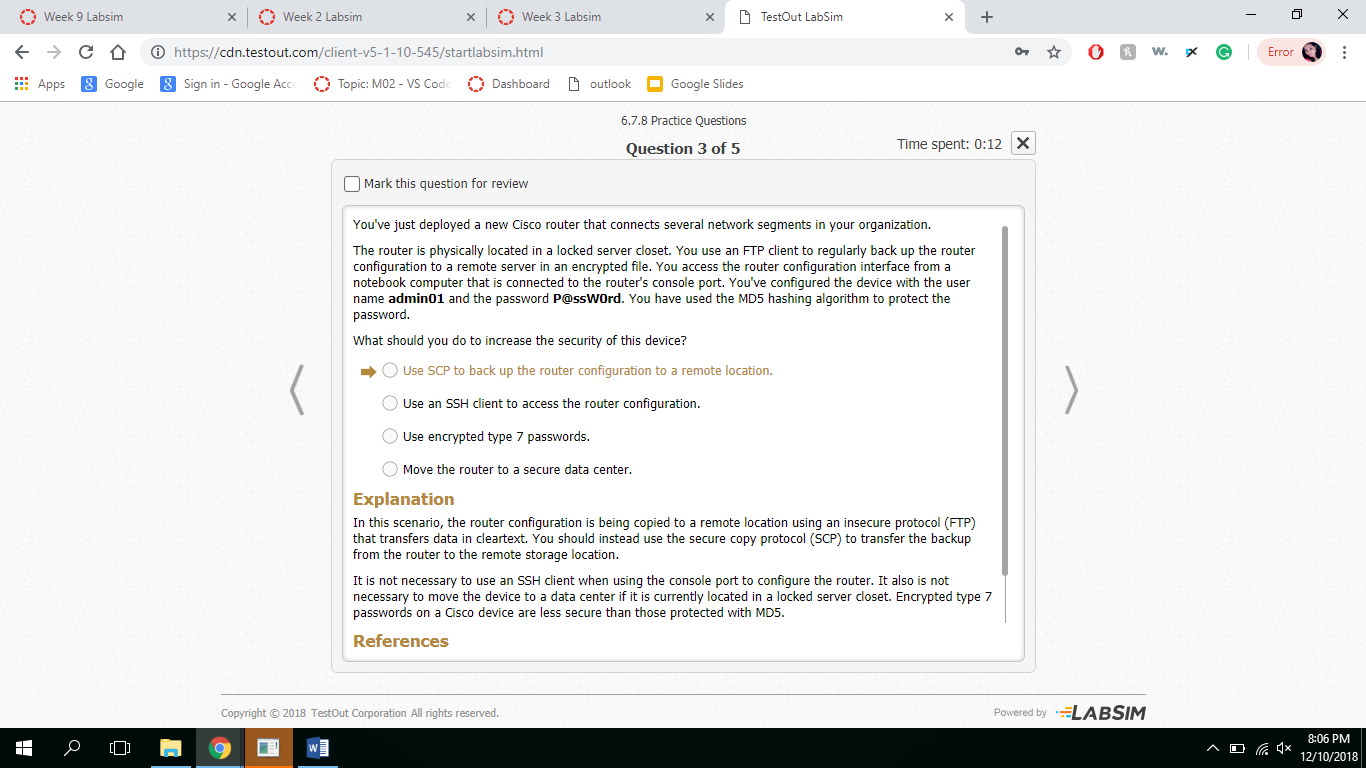 Week 9 Labsim
Week 2 Labsim
Week 3 Labsim
TestOut LabSim
https://cdn.testout.com/client-v5-1-10-545/startlabsim.html
w.
Error
Apps
Google
Sign in - Google Acco
Topic: M02 - VS Code
Dashboard
outlook
Google Slides
6.7.8 Practice Questions
Question 3 of 5
Time spent: 0:12
Mark this question for review
You've just deployed a new Cisco router that connects several network segments in your organization.
The router is physically located in a locked server closet. You use an FTP client to regularly back up the router
configuration to a remote server in an encrypted file. You access the router configuration interface from a
notebook computer that is connected to the router's console port. You've configured the device with the user
name admin01 and the password P@ssW0rd. You have used the MD5 hashing algorithm to protect the
password.
What should you do to increase the security of this device?
Use SCP to back up the router configuration to a remote location.
Use an SSH client to access the router configuration.
Use encrypted type 7 passwords.
Move the router to a secure data center.
Explanation
In this scenario, the router configuration is being copied to a remote location using an insecure protocol (FTP)
that transfers data in cleartext. You should instead use the secure copy protocol (SCP) to transfer the backup
from the router to the remote storage location.
It is not necessary to use an SSH client when using the console port to configure the router. It also is not
necessary to move the device to a data center if it is currently located in a locked server closet. Encrypted type 7
passwords on a Cisco device are less secure than those protected with MD5.
References
Copyright © 2018 TestOut Corporation All rights reserved.
Powered by LABSIM
8:06 PM
12/10/2018